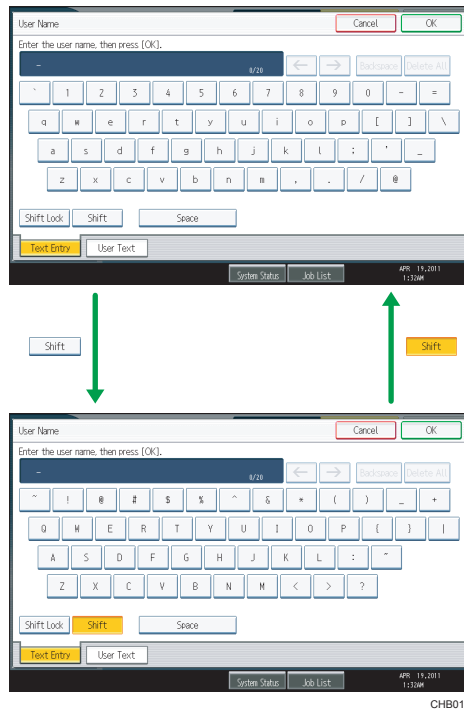 User Name Cancel OK
Enter the user name, then press [OK].
_ 0/20 ← → Backspace Delete All
` 1 2 3 4 5 6 7 8 9 0 - =
q w e r t y u i o p [ ] \
a s d f g h j k l ; ' _
z x c v b n m , . / @
Shift Lock Shift Space
Text Entry User Text
System Status Job List APR 19,2011
1:32AM
Shift Shift
User Name Cancel OK
Enter the user name, then press [OK].
_ 0/20 ← → Backspace Delete All
~ ! @ # $ % ^ & * ( ) _ +
Q W E R T Y U I O P { } |
A S D F G H J K L : ~
Z X C V B N M < > ?
Shift Lock Shift Space
Text Entry User Text
System Status Job List APR 19,2011
1:32AM
CHB01